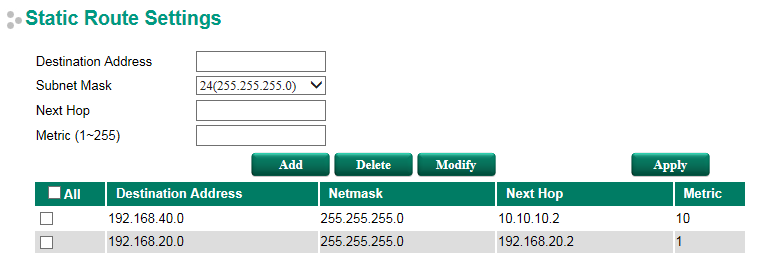 Static Route Settings
Destination Address
Subnet Mask 24(255.255.255.0)
Next Hop
Metric (1~255)
Add Delete Modify Apply
All Destination Address Netmask Next Hop Metric
192.168.40.0 255.255.255.0 10.10.10.2 10
192.168.20.0 255.255.255.0 192.168.20.2 1